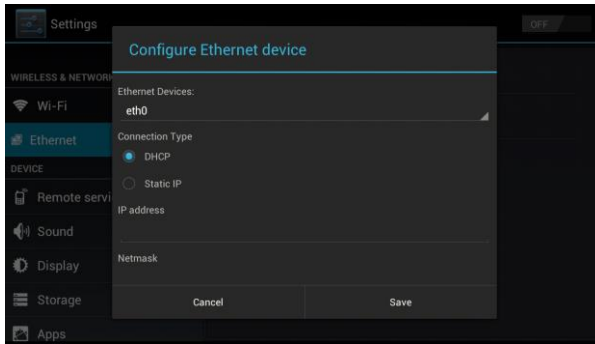 Settings
OFF
Configure Ethernet device
WIRELESS & NETWORK
Wi-Fi
Ethernet
DEVICE
Remote servi
Sound
Display
Storage
Apps
Ethernet Devices:
eth0
Connection Type
DHCP
Static IP
IP address
Netmask
Cancel
Save